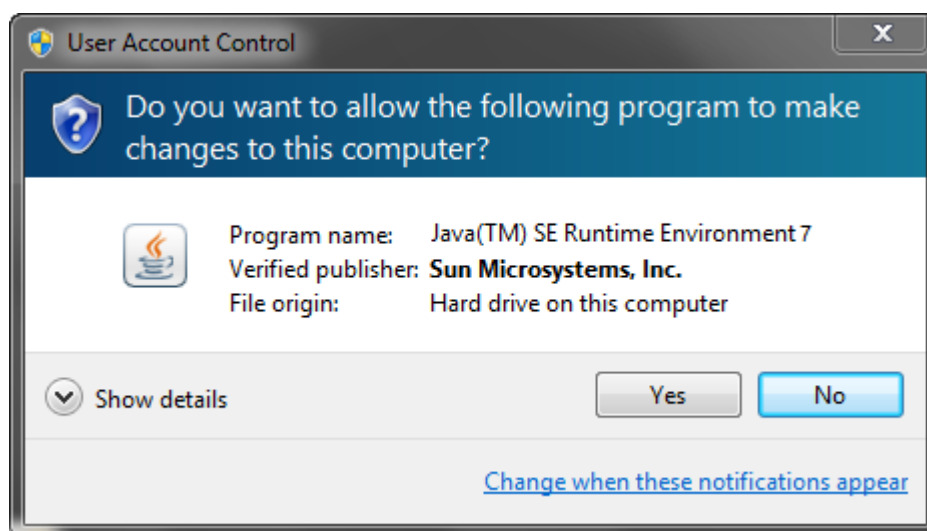 User Account Control
x
Do you want to allow the following program to make
changes to this computer?
Program name: Java(TM) SE Runtime Environment 7
Verified publisher: Sun Microsystems, Inc.
File origin: Hard drive on this computer
Show details
Yes
No
Change when these notifications appear